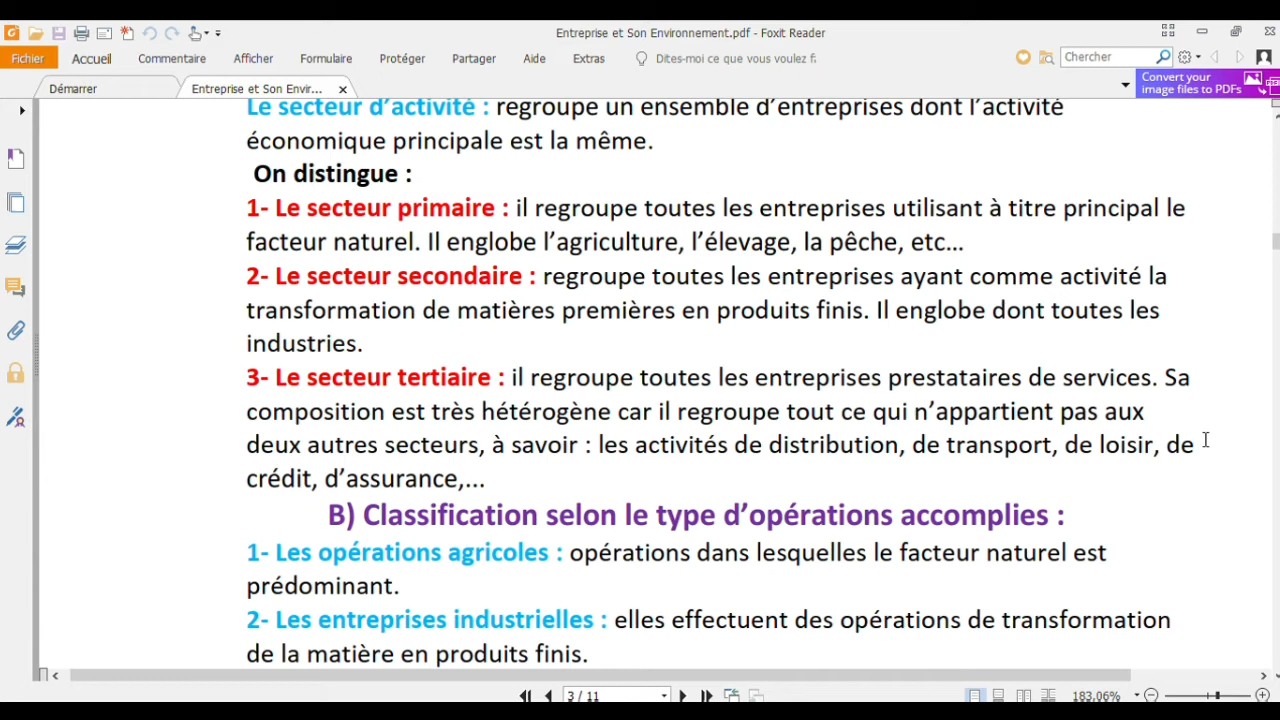 Entreprise et Son Environnement.pdf - Foxit Reader
Fichier Accueil Commentaire Afficher Formulaire Protéger Partager Aide Extras Dites-moi ce que vous voulez f. Chercher
Démarrer Entreprise et Son Envir... Convert your
image files to PDFs
Le secteur d'activité : regroupe un ensemble d'entreprises dont l'activité
économique principale est la même.
On distingue :
1- Le secteur primaire : il regroupe toutes les entreprises utilisant à titre principal le
facteur naturel. Il englobe l'agriculture, l'élevage, la pêche, etc...
2- Le secteur secondaire : regroupe toutes les entreprises ayant comme activité la
transformation de matières premières en produits finis. Il englobe dont toutes les
industries.
3- Le secteur tertiaire : il regroupe toutes les entreprises prestataires de services. Sa
composition est très hétérogène car il regroupe tout ce qui n'appartient pas aux
deux autres secteurs, à savoir : les activités de distribution, de transport, de loisir, de
crédit, d'assurance,...
B) Classification selon le type d'opérations accomplies :
1- Les opérations agricoles : opérations dans lesquelles le facteur naturel est
prédominant.
2- Les entreprises industrielles : elles effectuent des opérations de transformation
de la matière en produits finis.
3 / 11 183,06%